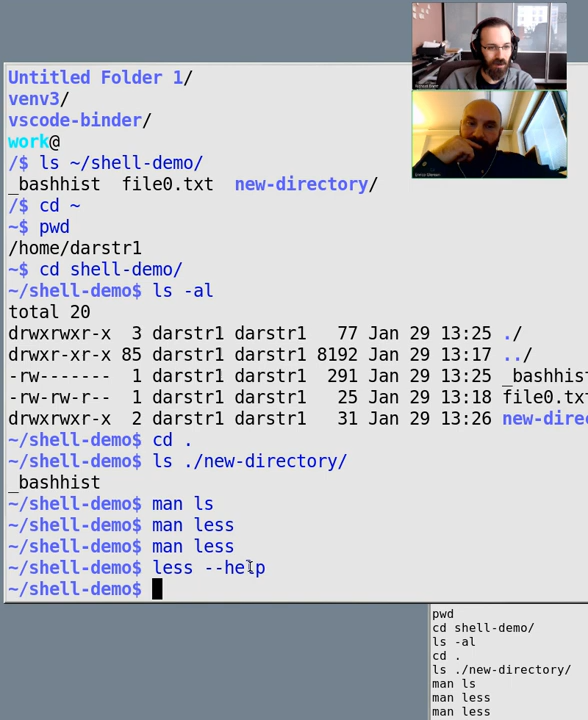 Untitled Folder 1/
venv3/
vscode-binder/
work@
/$ ls ~/shell-demo/
_bashhist  file0.txt  new-directory/
/$ cd ~
~$ pwd
/home/darstr1
~$ cd shell-demo/
~/shell-demo$ ls -al
total 20
drwxrwxr-x  3 darstr1 darstr1   77 Jan 29 13:25 ./
drwxr-xr-x 85 darstr1 darstr1 8192 Jan 29 13:17 ../
-rw-------  1 darstr1 darstr1  291 Jan 29 13:25 _bashhist
-rw-rw-r--  1 darstr1 darstr1   25 Jan 29 13:18 file0.tx
drwxrwxr-x  2 darstr1 darstr1   31 Jan 29 13:26 new-dire
~/shell-demo$ cd .
~/shell-demo$ ls ./new-directory/
_bashhist
~/shell-demo$ man ls
~/shell-demo$ man less
~/shell-demo$ man less
~/shell-demo$ less --help
~/shell-demo$
pwd
cd shell-demo/
ls -al
cd .
ls ./new-directory/
man ls
man less
man less